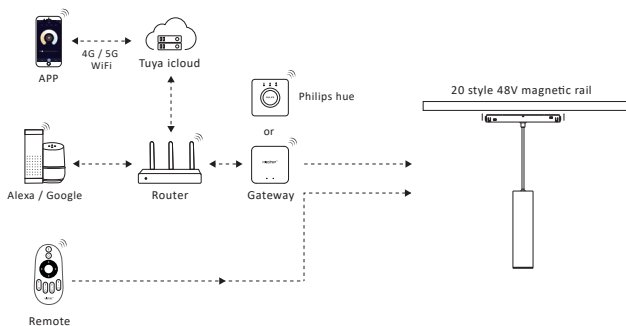 20 style 48V magnetic rail
4G / 5G
WiFi
APP
Tuya icloud
Philips hue
or
Alexa / Google
Router
Gateway
Remote